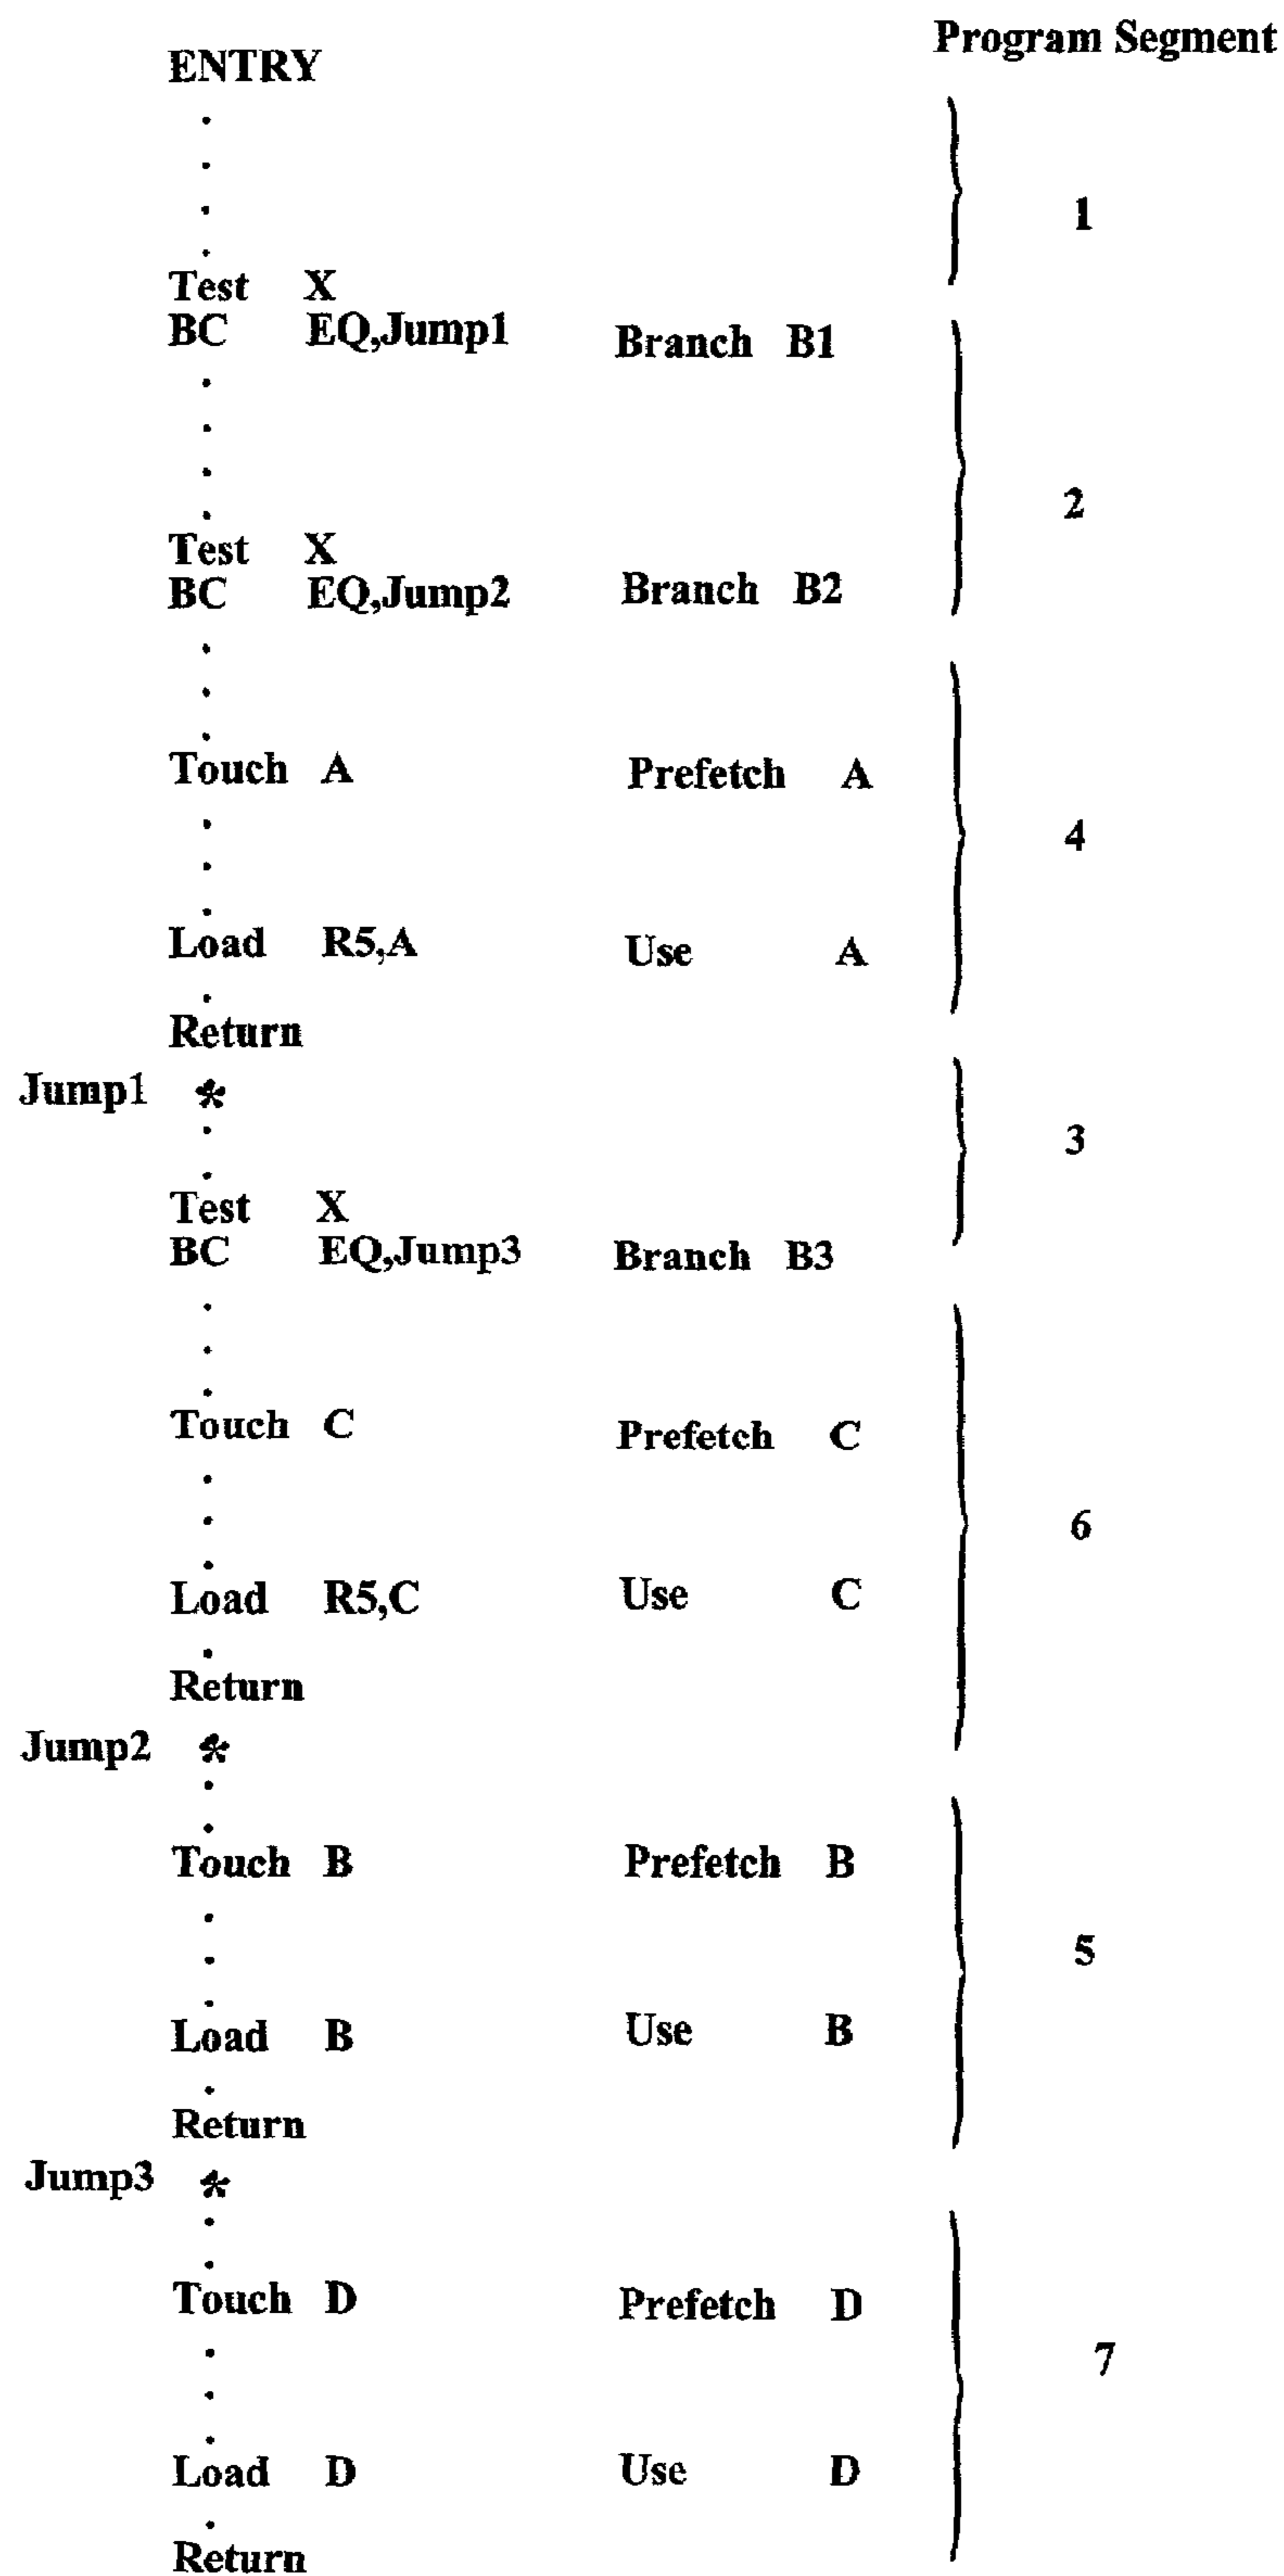 Program Segment
ENTRY
.
.
.
.
1
Test X
BC EQ,Jump1 Branch B1
.
.
.
.
2
Test X
BC EQ,Jump2 Branch B2
.
.
.
Touch A Prefetch A
.
.
.
4
Load R5,A Use A
.
Return
Jump1 *
.
.
3
Test X
BC EQ,Jump3 Branch B3
.
.
.
Touch C Prefetch C
.
.
.
6
Load R5,C Use C
.
Return
Jump2 *
.
.
Touch B Prefetch B
.
.
.
5
Load B Use B
.
Return
Jump3 *
.
.
Touch D Prefetch D
.
.
.
7
Load D Use D
.
Return